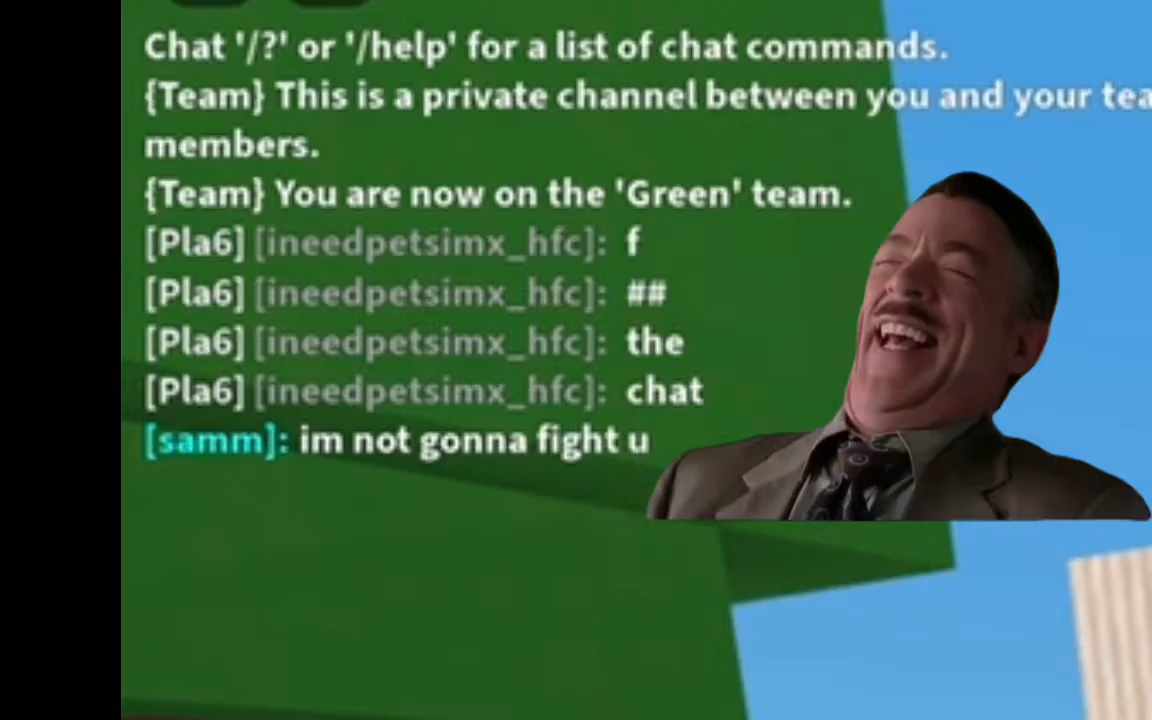 Chat '/?' or '/help' for a list of chat commands.
{Team} This is a private channel between you and your tea
members.
{Team} You are now on the 'Green' team.
[Pla6] [ineedpetsimx_hfc]: f
[Pla6] [ineedpetsimx_hfc]: ##
[Pla6] [ineedpetsimx_hfc]: the
[Pla6] [ineedpetsimx_hfc]: chat
[samm]: im not gonna fight u